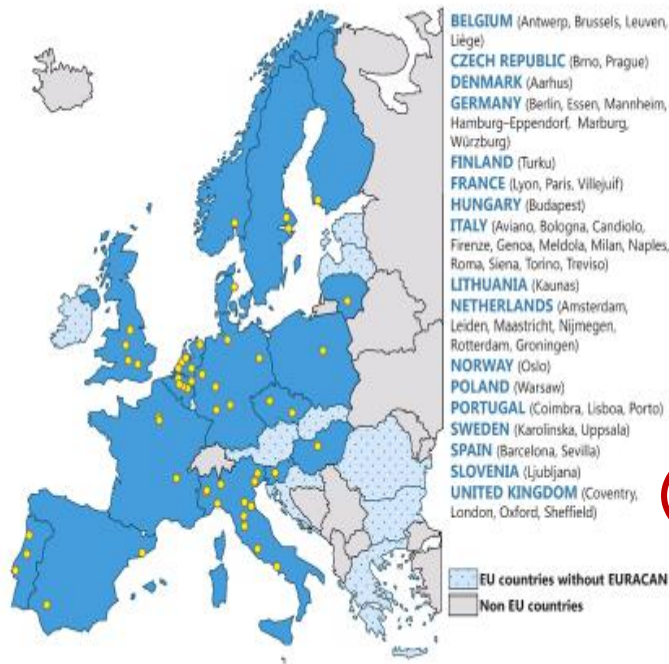 BELGIUM (Antwerp, Brussels, Leuven,
Liège)
CZECH REPUBLIC (Brno, Prague)
DENMARK (Aarhus)
GERMANY (Berlin, Essen, Mannheim,
Hamburg–Eppendorf, Marburg,
Würzburg)
FINLAND (Turku)
FRANCE (Lyon, Paris, Villejuif)
HUNGARY (Budapest)
ITALY (Aviano, Bologna, Candiolo,
Firenze, Genoa, Meldola, Milan, Naples,
Roma, Siena, Torino, Treviso)
LITHUANIA (Kaunas)
NETHERLANDS (Amsterdam,
Leiden, Maastricht, Nijmegen,
Rotterdam, Groningen)
NORWAY (Oslo)
POLAND (Warsaw)
PORTUGAL (Coimbra, Lisboa, Porto)
SWEDEN (Karolinska, Uppsala)
SPAIN (Barcelona, Sevilla)
SLOVENIA (Ljubljana)
UNITED KINGDOM (Coventry,
London, Oxford, Sheffield)
EU countries without EURACAN
Non EU countries